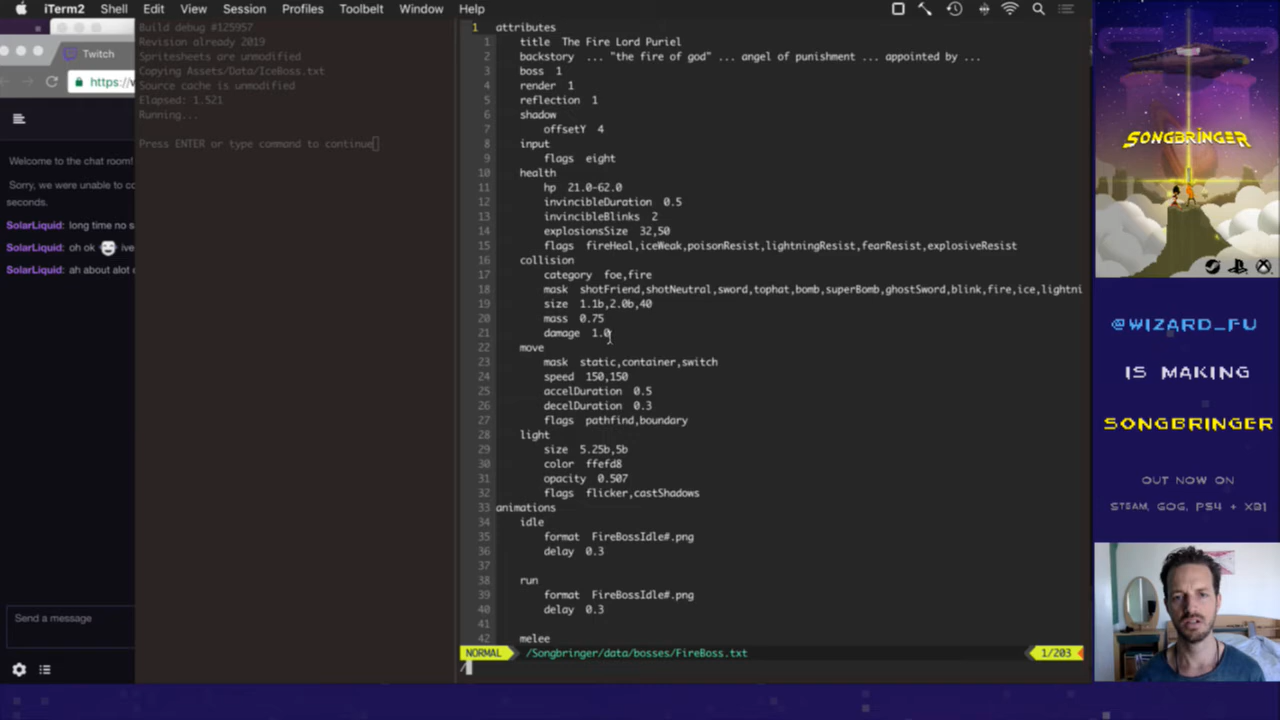 iTerm2 Shell Edit View Session Profiles Toolbelt Window Help
Twitch
https://v
Welcome to the chat room!
Sorry, we were unable to co
seconds.
SolarLiquid: long time no s
SolarLiquid: oh ok ive
SolarLiquid: ah about alot o
Send a message
Build debug #125957
Revision already 2019
Spritesheets are unmodified
Copying Assets/Data/IceBoss.txt
Source cache is unmodified
Elapsed: 1.521
Running...
Press ENTER or type command to continue
1 attributes
1 title The Fire Lord Puriel
2 backstory ... "the fire of god" ... angel of punishment ... appointed by ...
3 boss 1
4 render 1
5 reflection 1
6 shadow
7 offsetY 4
8 input
9 flags eight
10 health
11 hp 21.0-62.0
12 invincibleDuration 0.5
13 invincibleBlinks 2
14 explosionsSize 32,50
15 flags fireHeal,iceWeak,poisonResist,lightningResist,fearResist,explosiveResist
16 collision
17 category foe,fire
18 mask shotFriend,shotNeutral,sword,tophat,bomb,superBomb,ghostSword,blink,fire,ice,lightni
19 size 1.1b,2.0b,40
20 mass 0.75
21 damage 1.0
22 move
23 mask static,container,switch
24 speed 150,150
25 accelDuration 0.5
26 decelDuration 0.3
27 flags pathfind,boundary
28 light
29 size 5.25b,5b
30 color ffefd8
31 opacity 0.507
32 flags flicker,castShadows
33 animations
34 idle
35 format FireBossIdle#.png
36 delay 0.3
37
38 run
39 format FireBossIdle#.png
40 delay 0.3
41
42 melee
NORMAL /Songbringer/data/bosses/FireBoss.txt 1/203
/
SONGBRINGER
@WIZARD_FU
IS MAKING
SONGBRINGER
OUT NOW ON
STEAM, GOG, PS4 + XB1